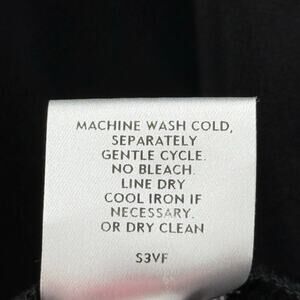 MACHINE WASH COLD,
SEPARATELY
GENTLE CYCLE.
NO BLEACH.
LINE DRY
COOL IRON IF
NECESSARY.
OR DRY CLEAN
S3VF